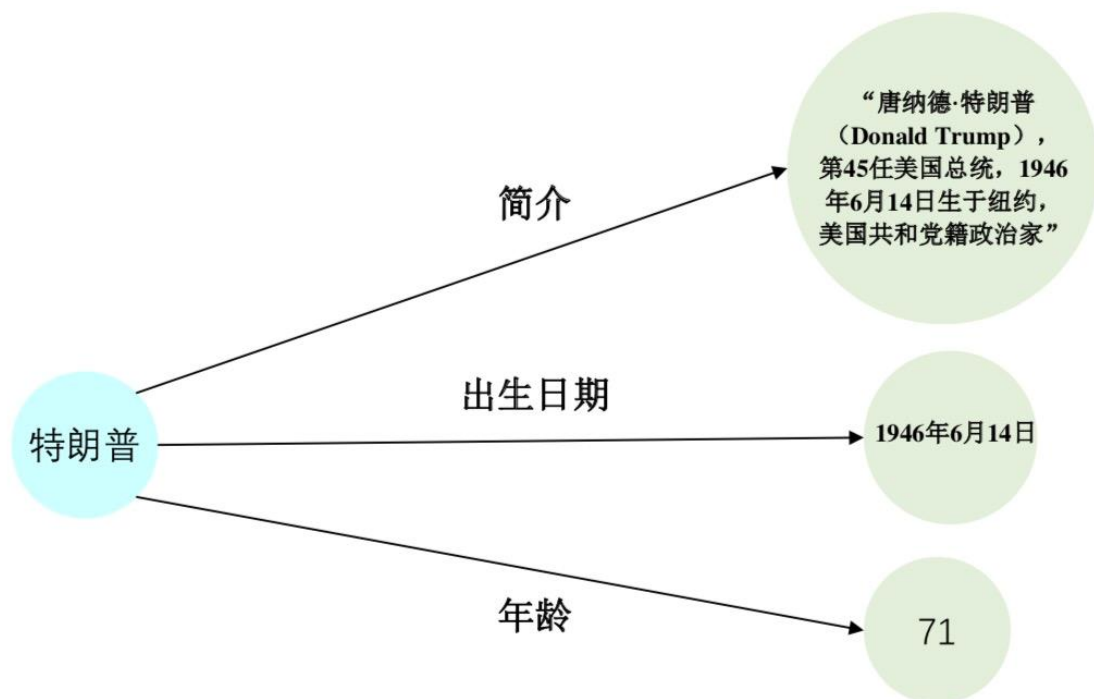 “唐纳德·特朗普
（Donald Trump），
第45任美国总统，1946
年6月14日生于纽约，
美国共和党籍政治家”
简介
出生日期
1946年6月14日
特朗普
年龄
71